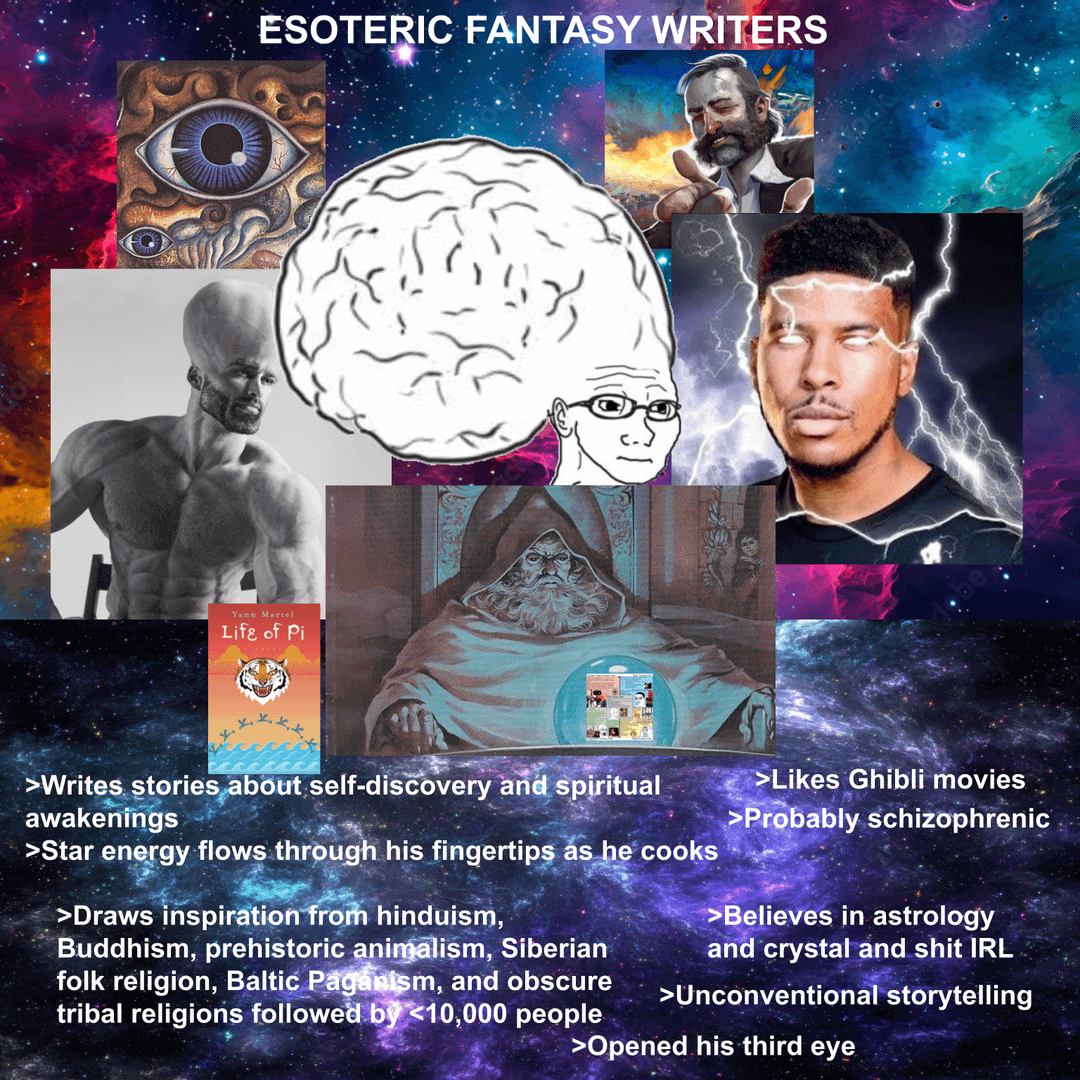 ESOTERIC FANTASY WRITERS
Yann Martel
Life of Pi
>Writes stories about self-discovery and spiritual
awakenings
>Star energy flows through his fingertips as he cooks
>Likes Ghibli movies
>Probably schizophrenic
>Draws inspiration from hinduism,
Buddhism, prehistoric animalism, Siberian
folk religion, Baltic Paganism, and obscure
tribal religions followed by <10,000 people
>Believes in astrology
and crystal and shit IRL
>Unconventional storytelling
>Opened his third eye